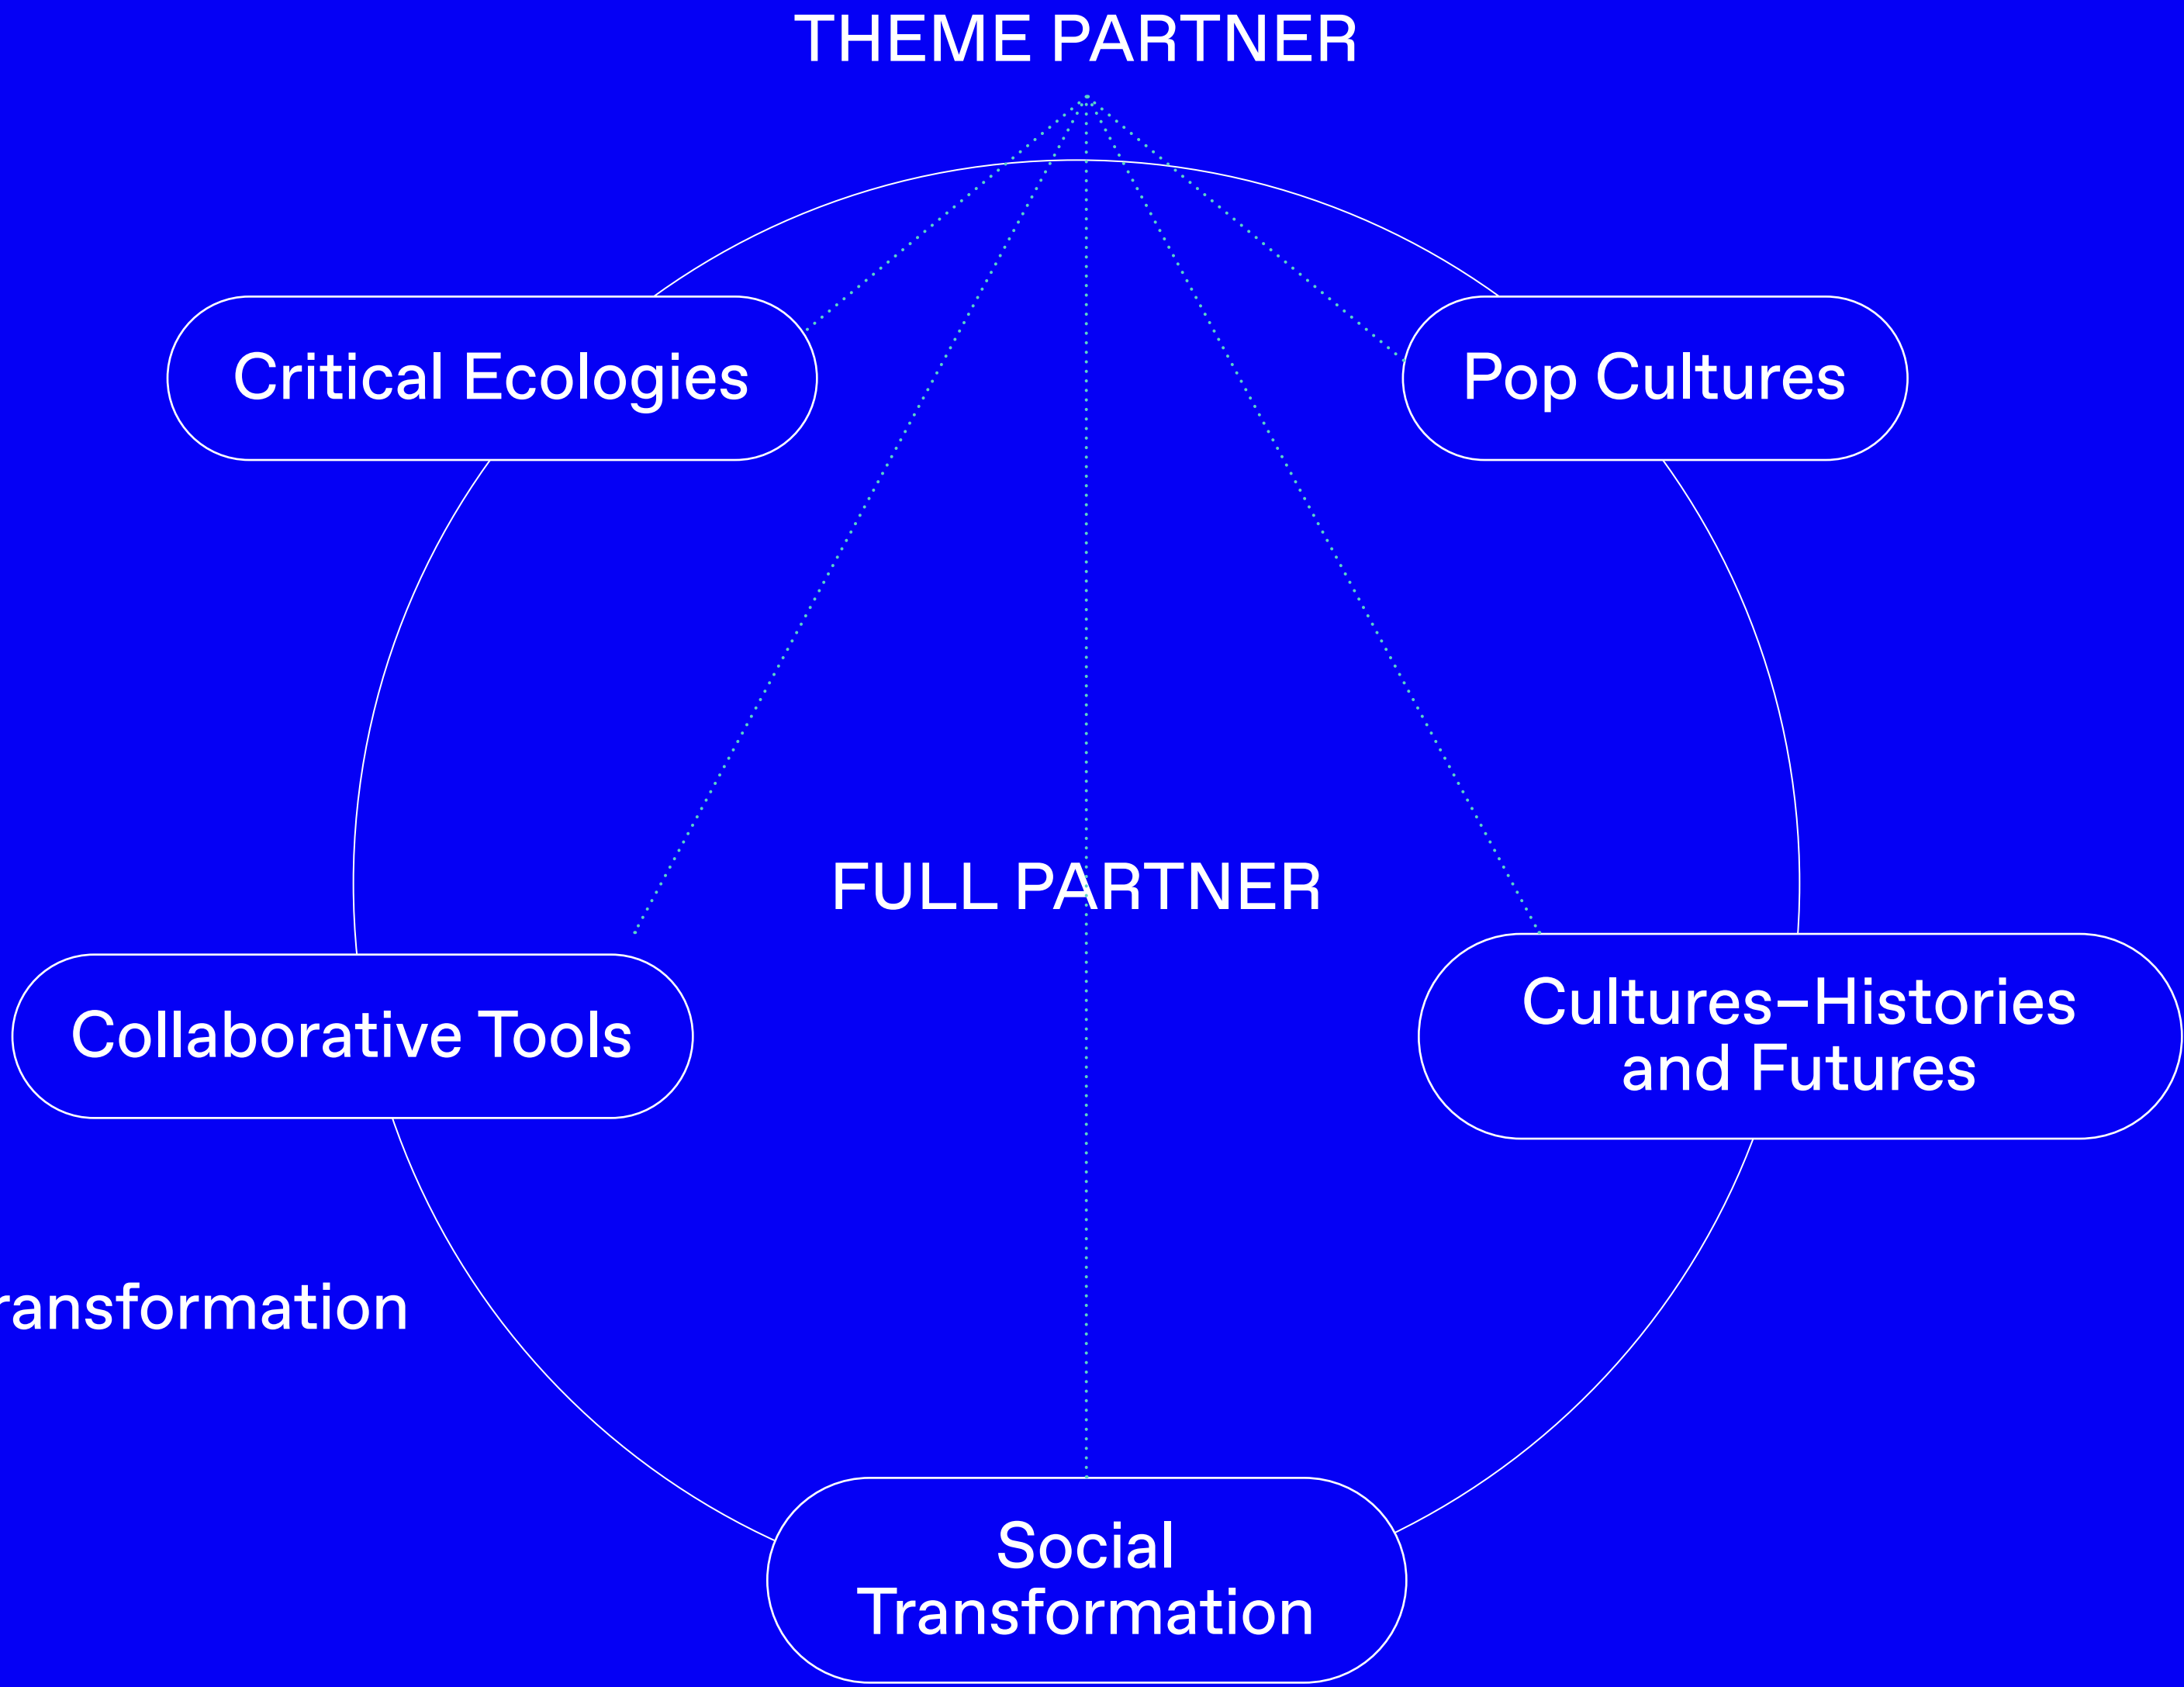 THEME PARTNER
Critical Ecologies
Pop Cultures
FULL PARTNER
Collaborative Tools
Cultures–Histories
and Futures
ransformation
Social
Transformation